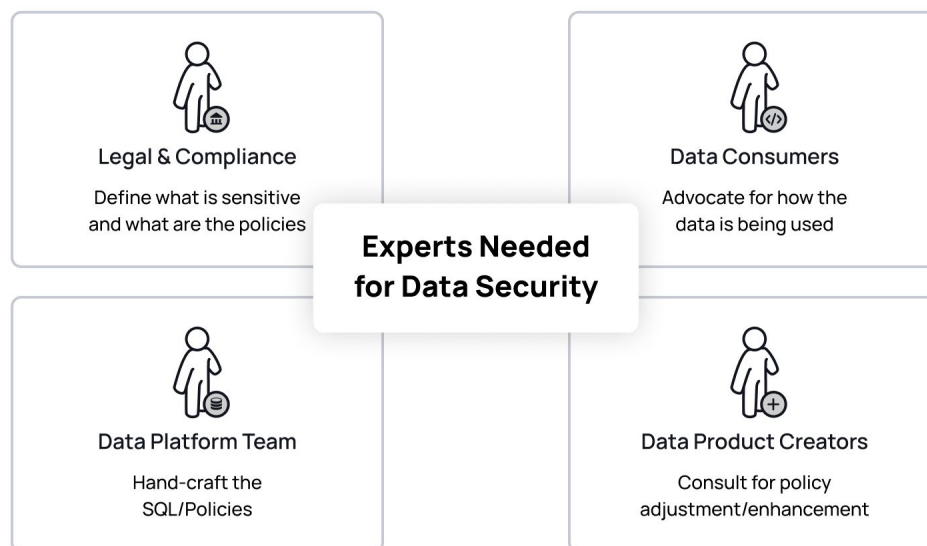 Legal & Compliance
Define what is sensitive
and what are the policies
Data Consumers
Advocate for how the
data is being used
Experts Needed
for Data Security
Data Platform Team
Hand-craft the
SQL/Policies
Data Product Creators
Consult for policy
adjustment/enhancement